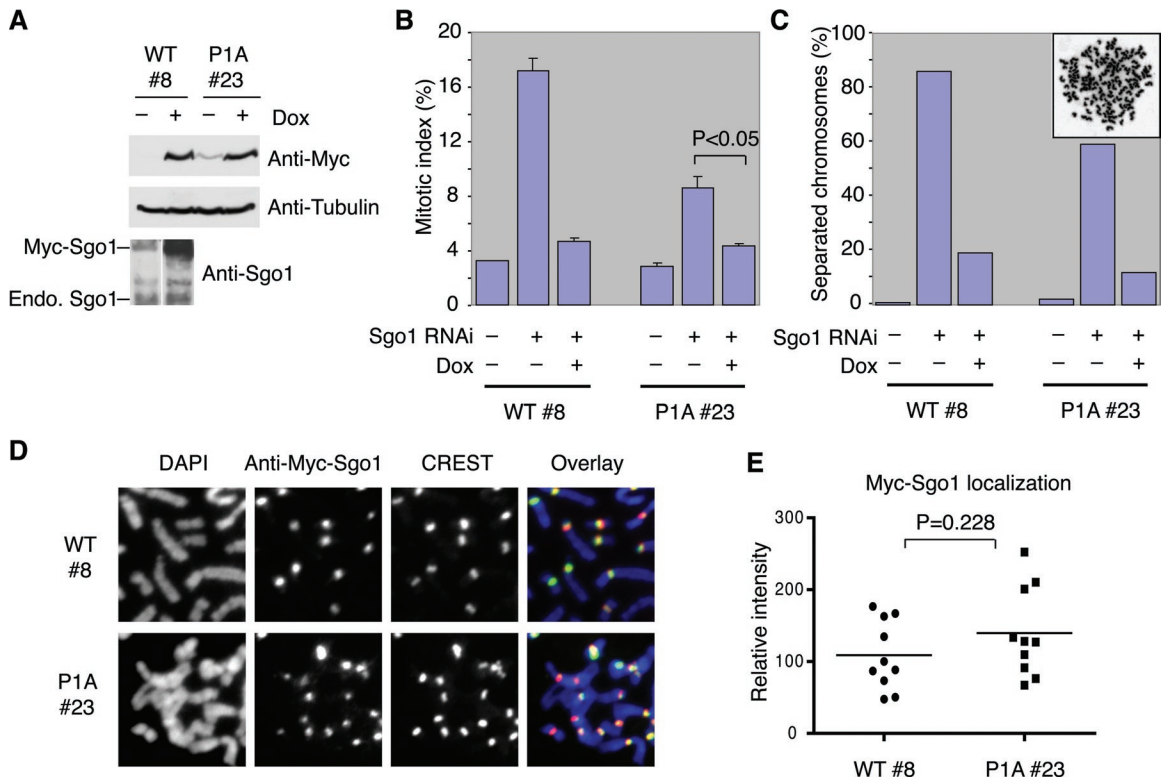 A
WT P1A
#8 #23
– + – + Dox
Anti-Myc
Anti-Tubulin
Myc-Sgo1
Anti-Sgo1
Endo. Sgo1
B
Mitotic index (%)
20
16
12
8
4
0
P<0.05
Sgo1 RNAi – + + – + +
Dox – – + – – +
WT #8 P1A #23
C
Separated chromosomes (%)
100
80
60
40
20
0
Sgo1 RNAi – + + – + +
Dox – – + – – +
WT #8 P1A #23
D
DAPI Anti-Myc-Sgo1 CREST Overlay
WT
#8
P1A
#23
E
Myc-Sgo1 localization
Relative intensity
300
200
100
0
P=0.228
WT #8 P1A #23